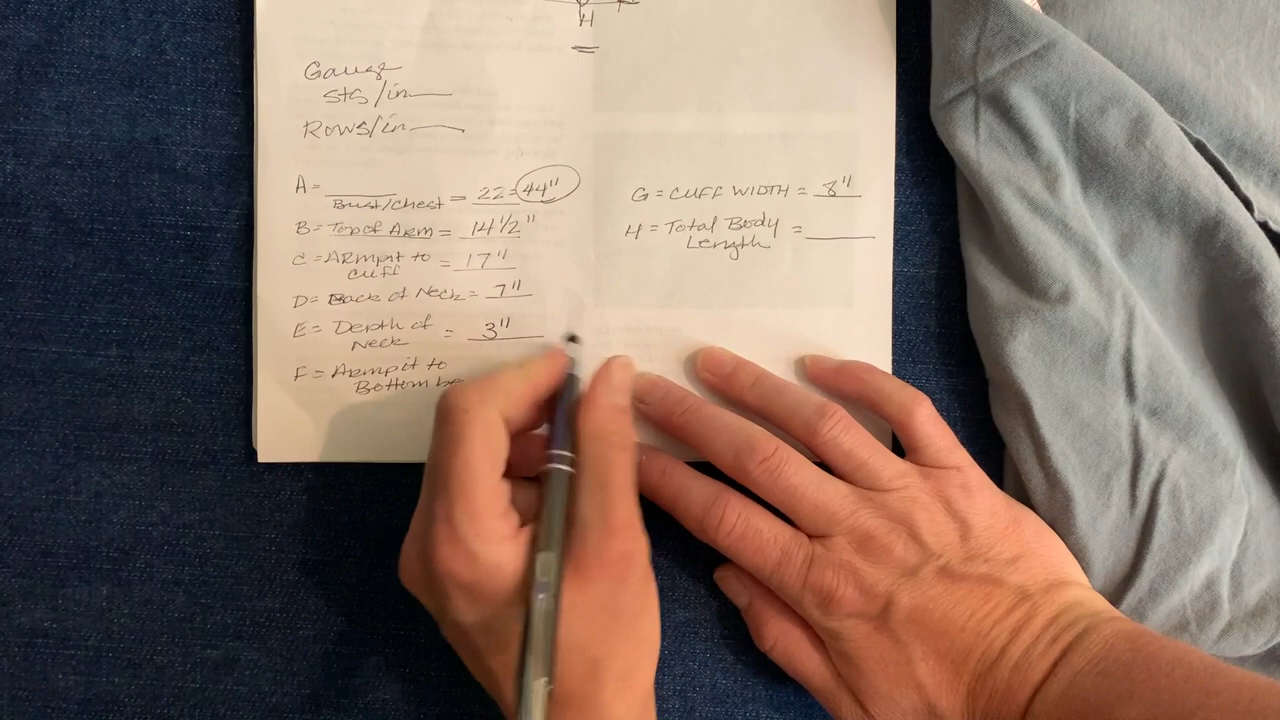 H
Gauge
sts/in
Rows/in
A =
Bust/Chest = 22 = 44"
B = Top of Arm = 14 1/2"
C = ARMpit to
cuff = 17"
D = Back of Neck = 7"
E = Depth of
Neck = 3"
F = Armpit to
Bottom
G = CUFF WIDTH = 8"
H = Total Body
Length =